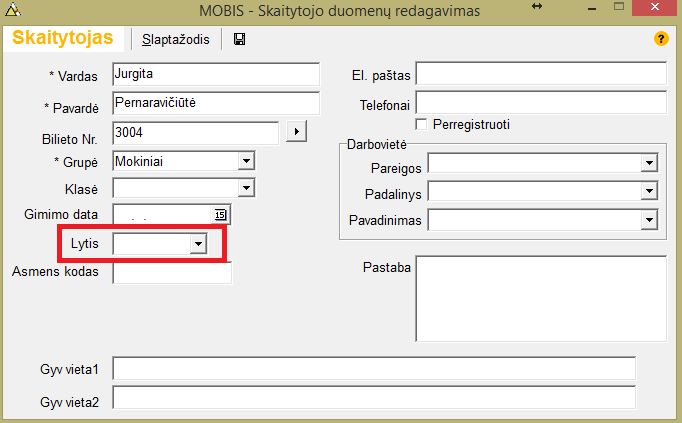 MOBIS - Skaitytojo duomenų redagavimas
Skaitytojas Slaptažodis ?
* Vardas Jurgita
* Pavardė Pernaravičiūtė
Bilieto Nr. 3004
* Grupė Mokiniai
Klasė
Gimimo data . . 15
Lytis
Asmens kodas
El. paštas
Telefonai
Perregistruoti
Darbovietė
Pareigos
Padalinys
Pavadinimas
Pastaba
Gyv vieta1
Gyv vieta2